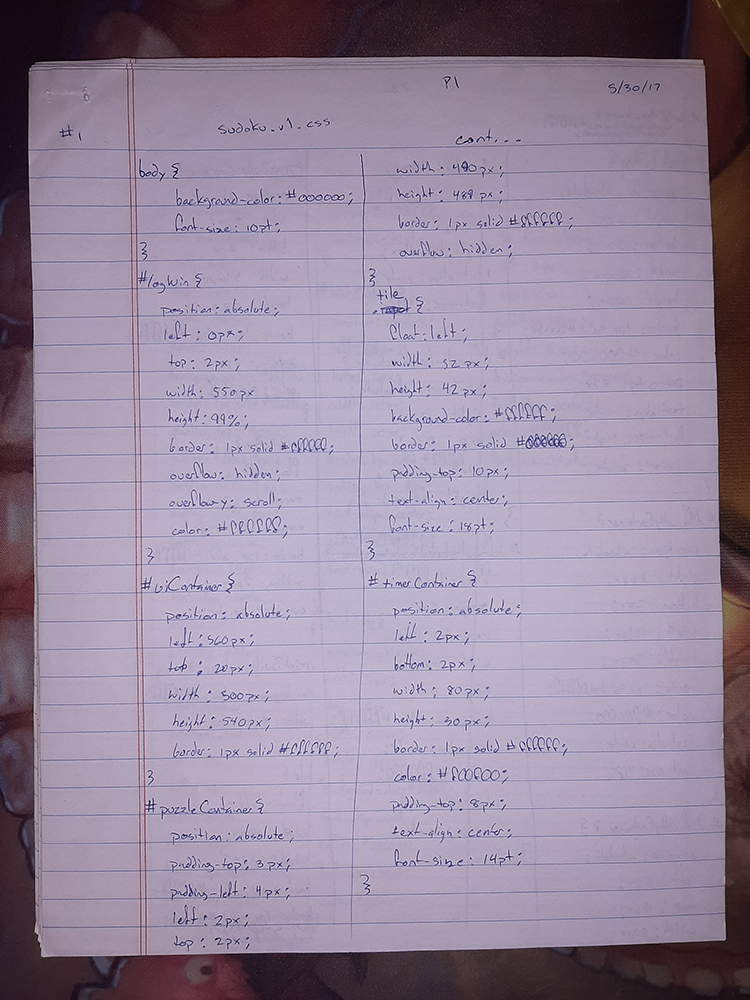 P1
5/30/17
#1
sudoku.v1.css
body {
background-color: #000000;
font-size: 10pt;
}
#logWin {
position: absolute;
left: 0px;
top: 2px;
width: 550px
height: 99%;
border: 1px solid #ffffff;
overflow: hidden;
overflow-y: scroll;
color: #ffffff;
}
#uiContainer {
position: absolute;
left: 560px;
top: 20px;
width: 500px;
height: 540px;
border: 1px solid #ffffff;
}
#puzzleContainer {
position: absolute;
padding-top: 3px;
padding-left: 4px;
left: 2px;
top: 2px;
cont...
width: 490px;
height: 489px;
border: 1px solid #ffffff;
overflow: hidden;
}
.tile {
float: left;
width: 52px;
height: 42px;
background-color: #ffffff;
border: 1px solid #000000;
padding-top: 10px;
text-align: center;
font-size: 18pt;
}
#timerContainer {
position: absolute;
left: 2px;
bottom: 2px;
width: 80px;
height: 30px;
border: 1px solid #ffffff;
color: #f00f00;
padding-top: 8px;
text-align: center;
font-size: 14pt;
}